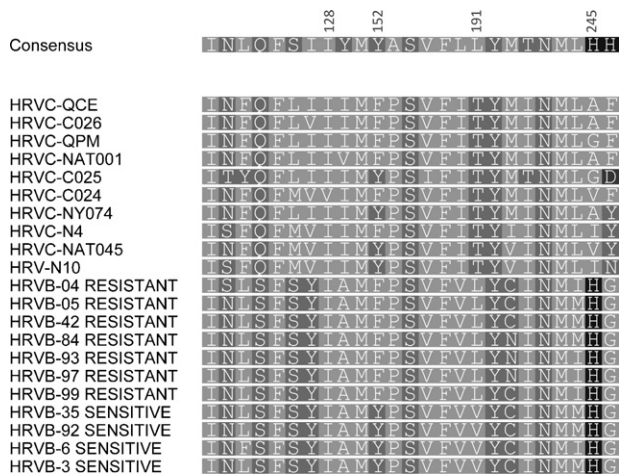 128 152 191 245
Consensus INLQFSIIYMYASVFLLYMTNMLHH
HRVC-QCE INFQFLIIIMFPSVFITYMINMLAF
HRVC-C026 INFQFLVIIMFPSVFITYMINMLAF
HRVC-QPM INFQFLIIIMFPSVFITYMINMLGF
HRVC-NAT001 INFQFLIIVMFPSVFITYMINMLAF
HRVC-C025 ITYQFLIIIMYPSIFITYMTNMLGD
HRVC-C024 INFQFMVVIMFPSVFITYMINMLVF
HRVC-NY074 INFQFLIIIMYPSVFITYMINMLAY
HRVC-N4 ISFQFMVIIMFPSVFITYIINMLIY
HRVC-NAT045 INFQFMVIIMYPSVFITYVINMLVY
HRV-N10 ISFQFMVIIMYPSVFITYVINMLIN
HRVB-04 RESISTANT ISLSFSYIAMFPSVFVLYCINMIHG
HRVB-05 RESISTANT INLSFSYIAMFPSVFVLYCINMMHG
HRVB-42 RESISTANT INLSFSYIAMFPSVFVLYCINMMHG
HRVB-84 RESISTANT INLSFSYIAMFPSVFVLYNINMIHG
HRVB-93 RESISTANT INLSFSYIAMFPSVFVLYNINMIHG
HRVB-97 RESISTANT INLSFSYIAMFPSVFVLYNINMIHG
HRVB-99 RESISTANT INLSFSYIAMFPSVFVLYCINMIHG
HRVB-35 SENSITIVE INLSFSYIAMYPSVFVVYCINMMHG
HRVB-92 SENSITIVE INLSFSYIAMYPSVFVVYCINMMHG
HRVB-6 SENSITIVE INFSFSYIAMYPSVFVVYCINMIHG
HRVB-3 SENSITIVE INLSFSYIAMYPSVFVVYCINMIHG